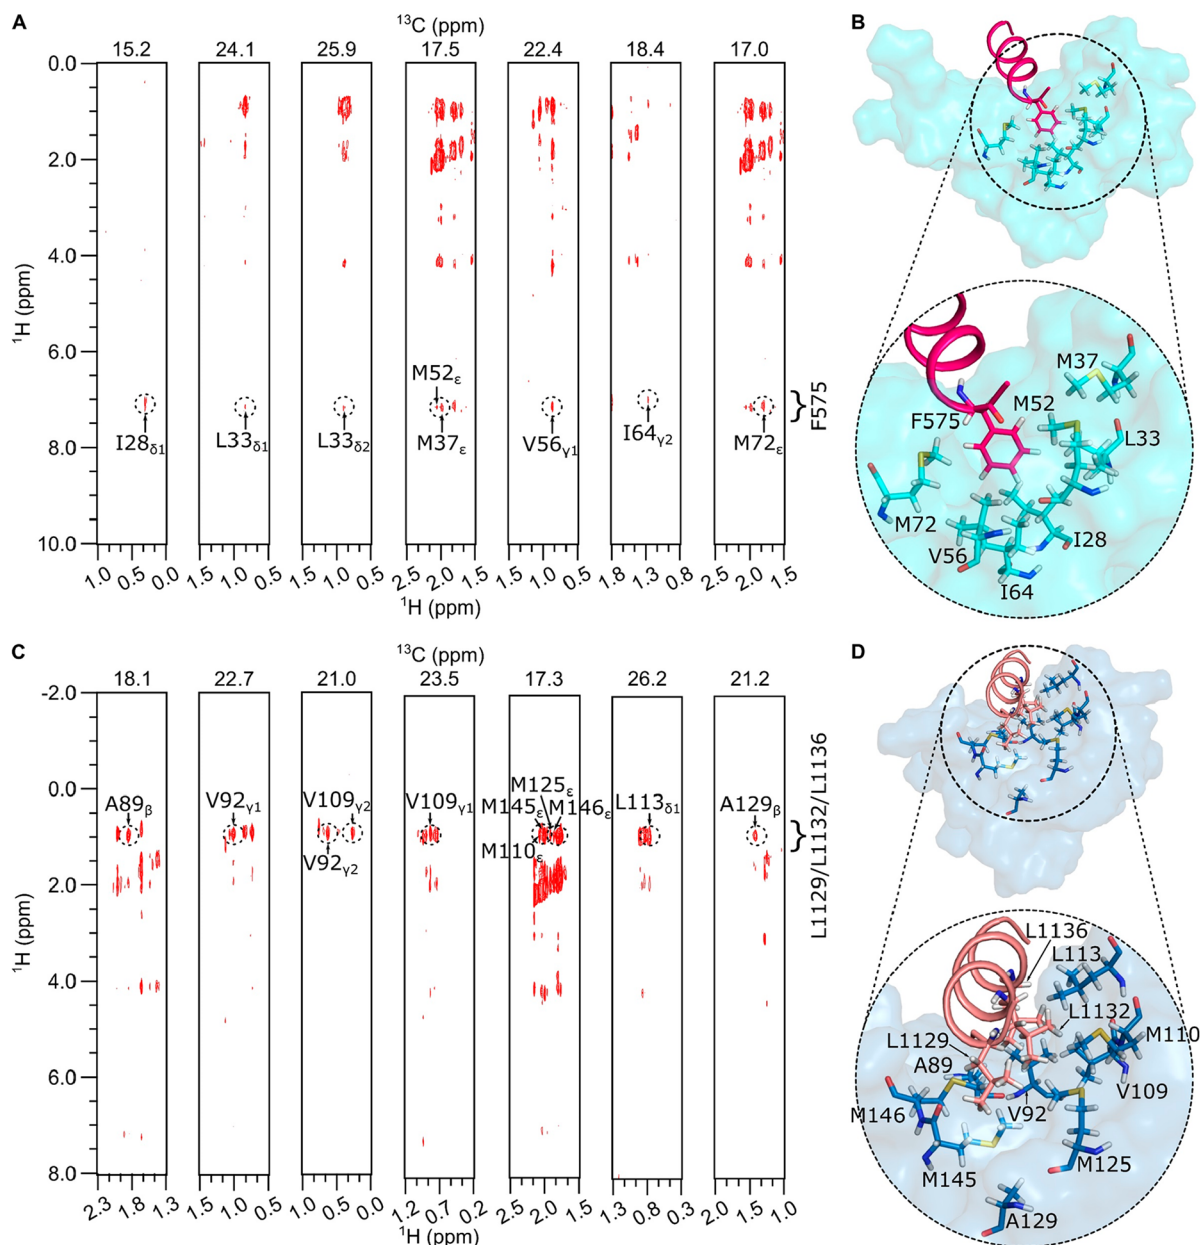 A
¹³C (ppm)
15.2 24.1 25.9 17.5 22.4 18.4 17.0
0.0
2.0
4.0
6.0
8.0
10.0
¹H (ppm)
M52ε
I28δ1 L33δ1 L33δ2 M37ε V56γ1 I64γ2 M72ε
F575
1.0 0.5 0.0 1.5 1.0 0.5 1.5 1.0 0.5 2.5 2.0 1.5 1.5 1.0 0.5 1.8 1.3 0.8 2.5 2.0 1.5
¹H (ppm)
B
M37
M52
F575
L33
M72
V56
I28
I64
C
¹³C (ppm)
18.1 22.7 21.0 23.5 17.3 26.2 21.2
-2.0
0.0
2.0
4.0
6.0
8.0
¹H (ppm)
M125ε
A89β V92γ1 V109γ2 V109γ1 M145ε M146ε L113δ1 A129β
V92γ2 M110ε
L1129/L1132/L1136
2.3 1.8 1.3 1.5 1.0 0.5 1.0 0.5 0.0 1.2 0.7 0.2 2.5 2.0 1.5 1.3 0.8 0.3 2.0 1.5 1.0
¹H (ppm)
D
L1136
L113
L1132
L1129
M110
A89
V109
M146
V92
M145
M125
A129